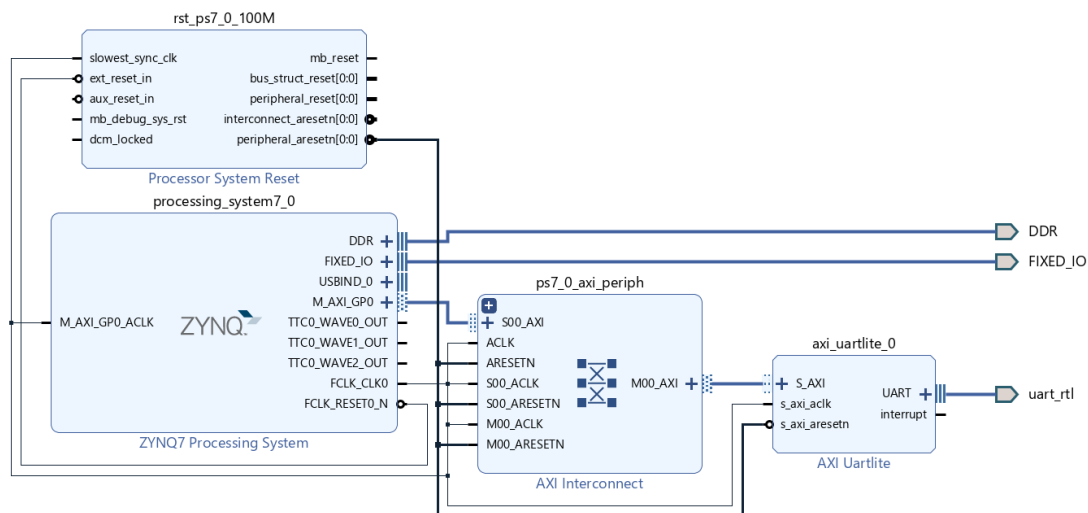 rst_ps7_0_100M
slowest_sync_clk
ext_reset_in
aux_reset_in
mb_debug_sys_rst
dcm_locked
mb_reset
bus_struct_reset[0:0]
peripheral_reset[0:0]
interconnect_aresetn[0:0]
peripheral_aresetn[0:0]
Processor System Reset
processing_system7_0
M_AXI_GP0_ACLK
ZYNQ
DDR
FIXED_IO
USBIND_0
M_AXI_GP0
TTC0_WAVE0_OUT
TTC0_WAVE1_OUT
TTC0_WAVE2_OUT
FCLK_CLK0
FCLK_RESET0_N
ZYNQ7 Processing System
ps7_0_axi_periph
S00_AXI
ACLK
ARESETN
S00_ACLK
S00_ARESETN
M00_ACLK
M00_ARESETN
M00_AXI
AXI Interconnect
axi_uartlite_0
S_AXI
s_axi_aclk
s_axi_aresetn
UART
interrupt
AXI Uartlite
DDR
FIXED_IO
uart_rtl